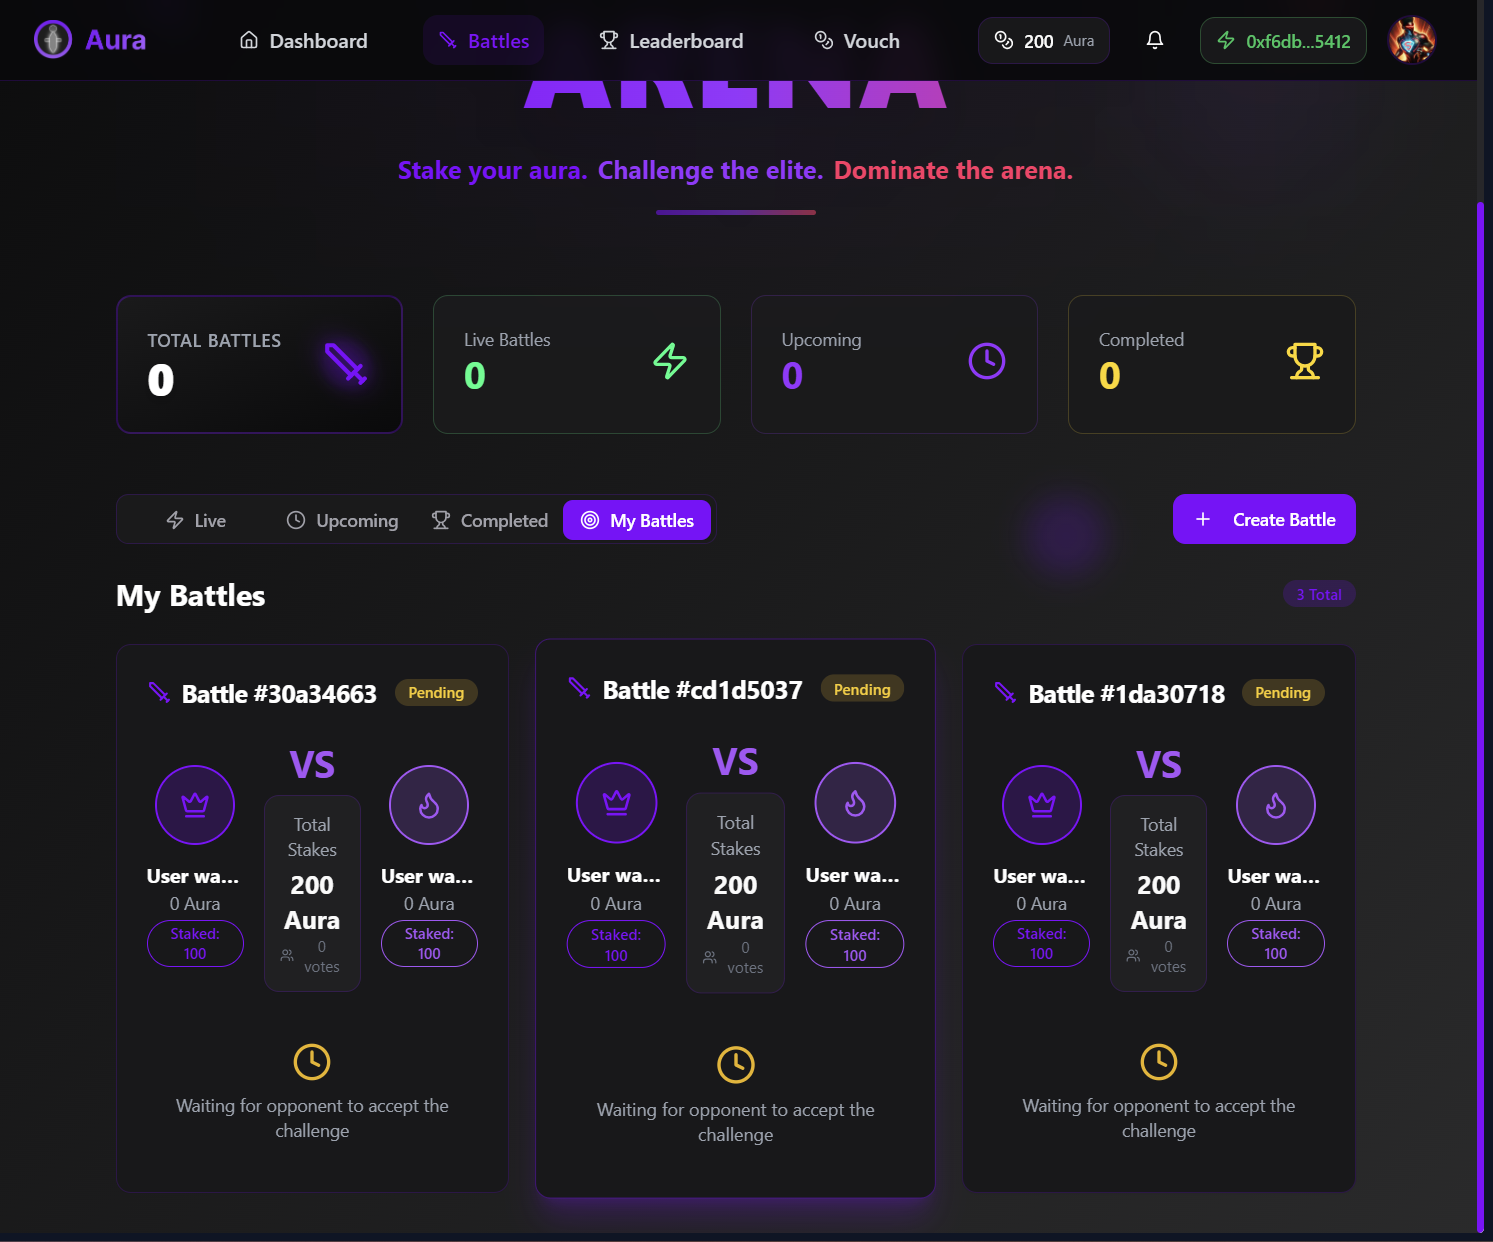 Aura
Dashboard
Battles
Leaderboard
Vouch
200 Aura
0xf6db...5412
ARENA
Stake your aura. Challenge the elite. Dominate the arena.
TOTAL BATTLES
0
Live Battles
0
Upcoming
0
Completed
0
Live
Upcoming
Completed
My Battles
+ Create Battle
My Battles
3 Total
Battle #30a34663
Pending
VS
User wa...
0 Aura
Staked:
100
Total
Stakes
200
Aura
0
votes
User wa...
0 Aura
Staked:
100
Waiting for opponent to accept the
challenge
Battle #cd1d5037
Pending
VS
User wa...
0 Aura
Staked:
100
Total
Stakes
200
Aura
0
votes
User wa...
0 Aura
Staked:
100
Waiting for opponent to accept the
challenge
Battle #1da30718
Pending
VS
User wa...
0 Aura
Staked:
100
Total
Stakes
200
Aura
0
votes
User wa...
0 Aura
Staked:
100
Waiting for opponent to accept the
challenge